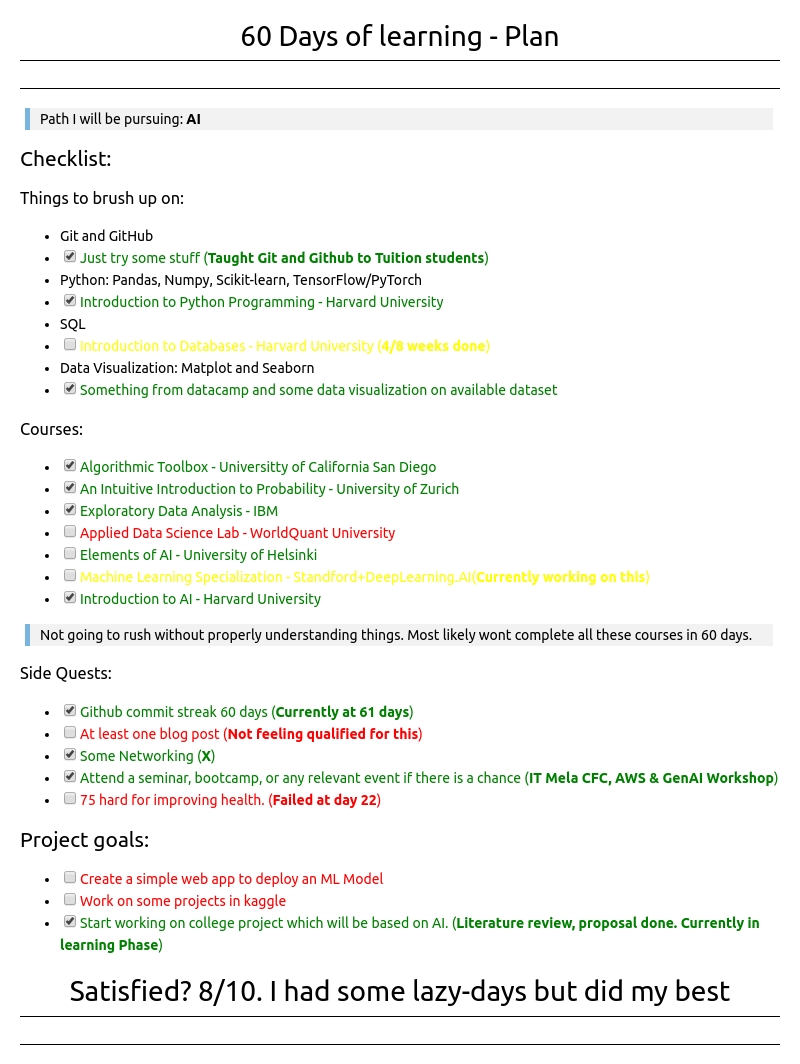 60 Days of learning - Plan
Path I will be pursuing: AI
Checklist:
Things to brush up on:
Git and GitHub
Just try some stuff (Taught Git and Github to Tuition students)
Python: Pandas, Numpy, Scikit-learn, TensorFlow/PyTorch
Introduction to Python Programming - Harvard University
SQL
Introduction to Databases - Harvard University (4/8 weeks done)
Data Visualization: Matplot and Seaborn
Something from datacamp and some data visualization on available dataset
Courses:
Algorithmic Toolbox - Universitty of California San Diego
An Intuitive Introduction to Probability - University of Zurich
Exploratory Data Analysis - IBM
Applied Data Science Lab - WorldQuant University
Elements of AI - University of Helsinki
Machine Learning Specialization - Standford+DeepLearning.AI(Currently working on this)
Introduction to AI - Harvard University
Not going to rush without properly understanding things. Most likely wont complete all these courses in 60 days.
Side Quests:
Github commit streak 60 days (Currently at 61 days)
At least one blog post (Not feeling qualified for this)
Some Networking (X)
Attend a seminar, bootcamp, or any relevant event if there is a chance (IT Mela CFC, AWS & GenAI Workshop)
75 hard for improving health. (Failed at day 22)
Project goals:
Create a simple web app to deploy an ML Model
Work on some projects in kaggle
Start working on college project which will be based on AI. (Literature review, proposal done. Currently in
learning Phase)
Satisfied? 8/10. I had some lazy-days but did my best